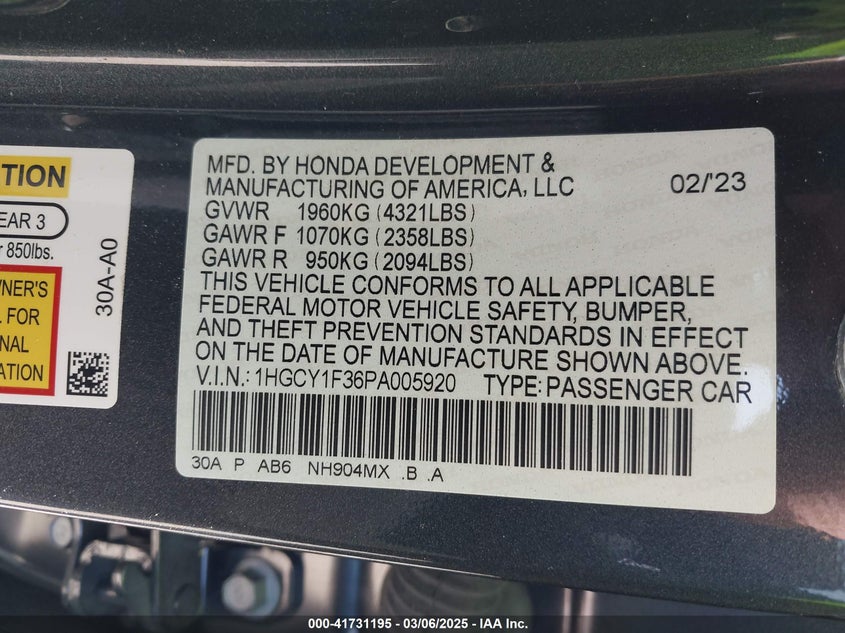 TION
EAR 3
r 850lbs.
30A-A0
WNER'S
L FOR
ONAL
ATION
MFD. BY HONDA DEVELOPMENT &
MANUFACTURING OF AMERICA, LLC 02/'23
GVWR 1960KG (4321LBS)
GAWR F 1070KG (2358LBS)
GAWR R 950KG (2094LBS)
THIS VEHICLE CONFORMS TO ALL APPLICABLE
FEDERAL MOTOR VEHICLE SAFETY, BUMPER,
AND THEFT PREVENTION STANDARDS IN EFFECT
ON THE DATE OF MANUFACTURE SHOWN ABOVE.
V.I.N.: 1HGCY1F36PA005920 TYPE: PASSENGER CAR
30A P AB6 NH904MX .B .A
000-41731195 - 03/06/2025 - IAA Inc.